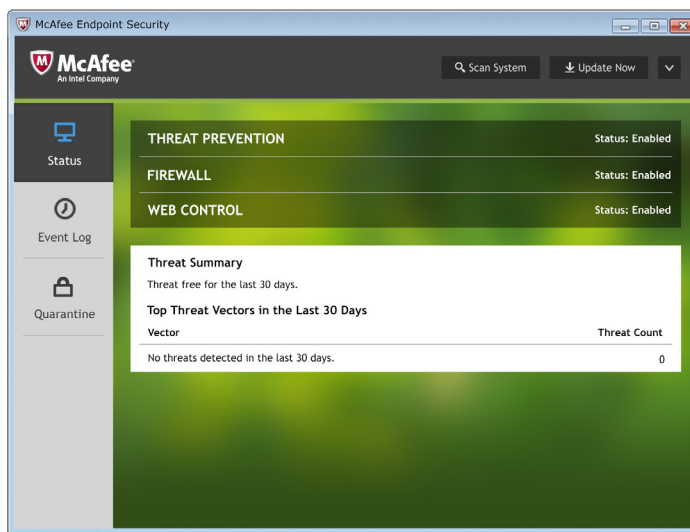 McAfee Endpoint Security
McAfee
An Intel Company
Scan System
Update Now
Status
Event Log
Quarantine
THREAT PREVENTION Status: Enabled
FIREWALL Status: Enabled
WEB CONTROL Status: Enabled
Threat Summary
Threat free for the last 30 days.
Top Threat Vectors in the Last 30 Days
Vector Threat Count
No threats detected in the last 30 days. 0